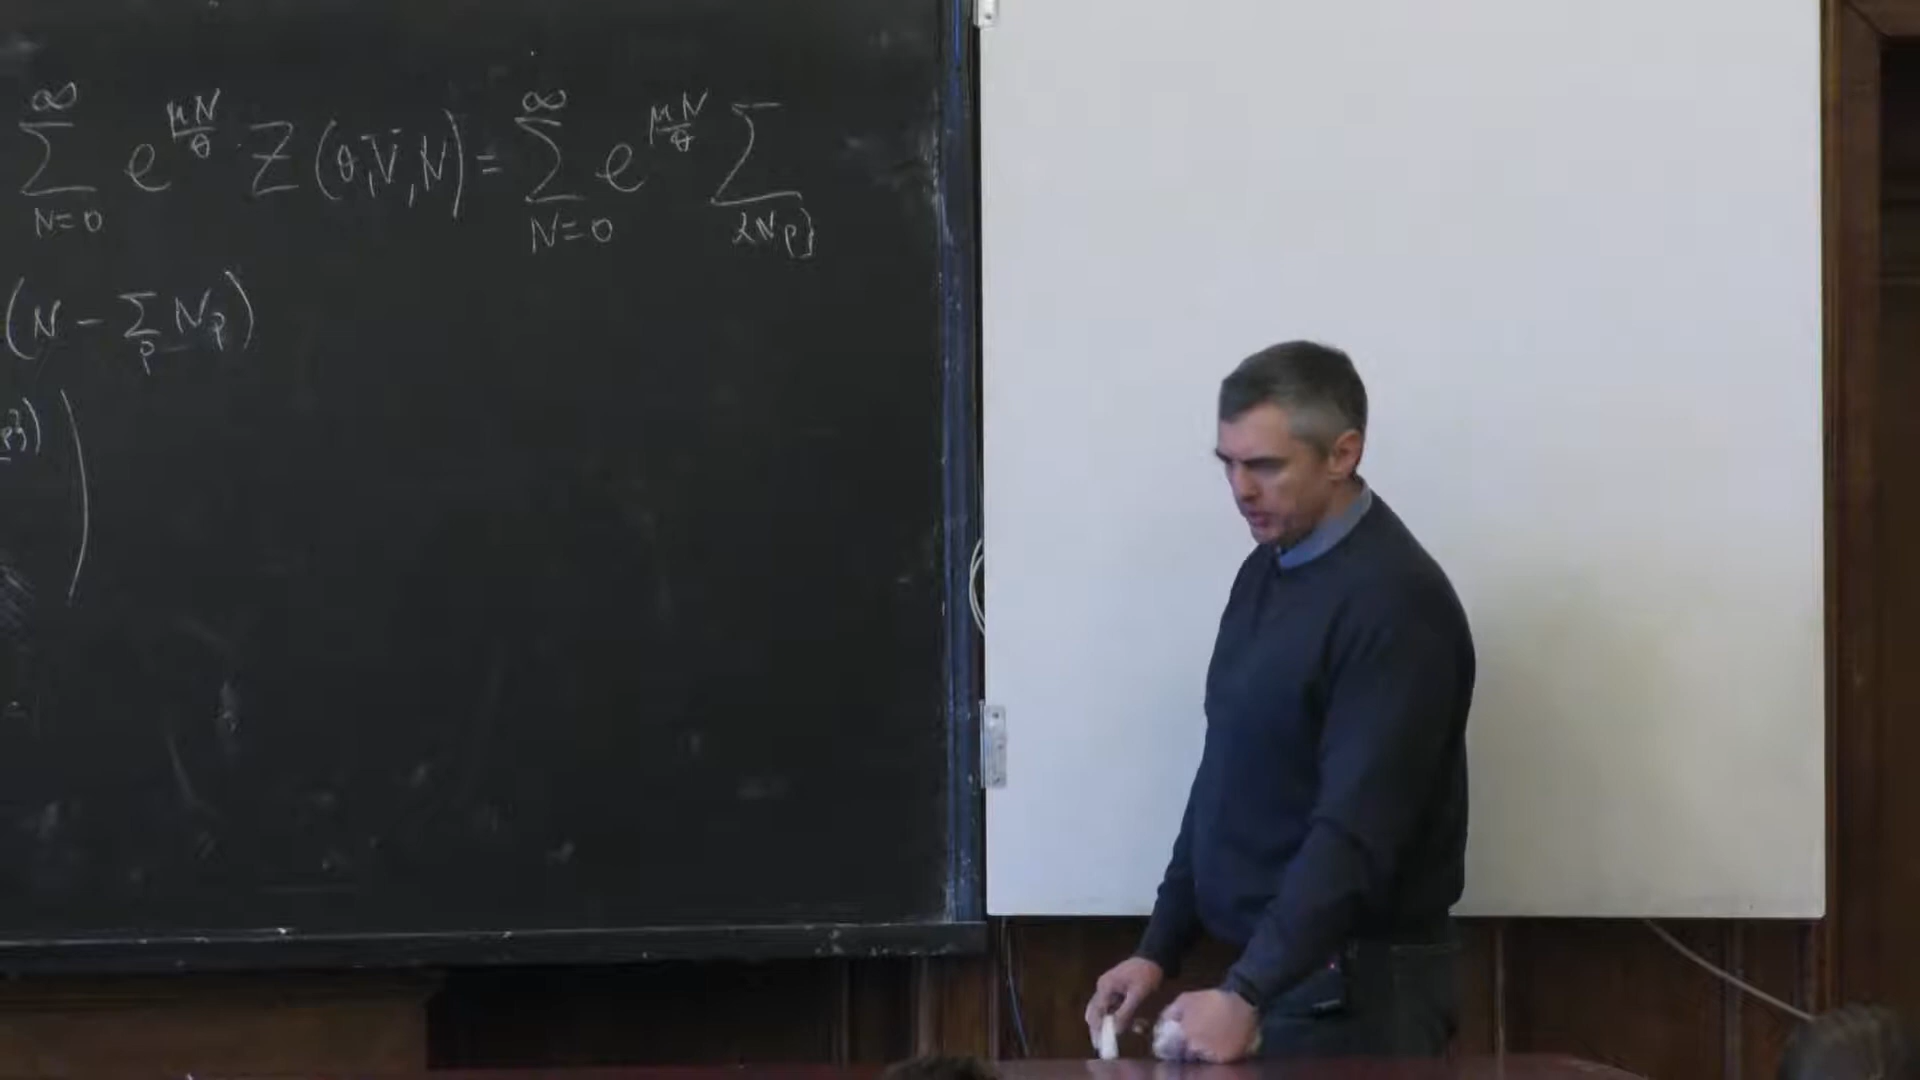 ∑_{N=0}^{∞} e^{μN/θ} · Z(θ,V,N) = ∑_{N=0}^{∞} e^{μN/θ} ∑_{{N_p}}
(N − ∑_p N_p)
p})